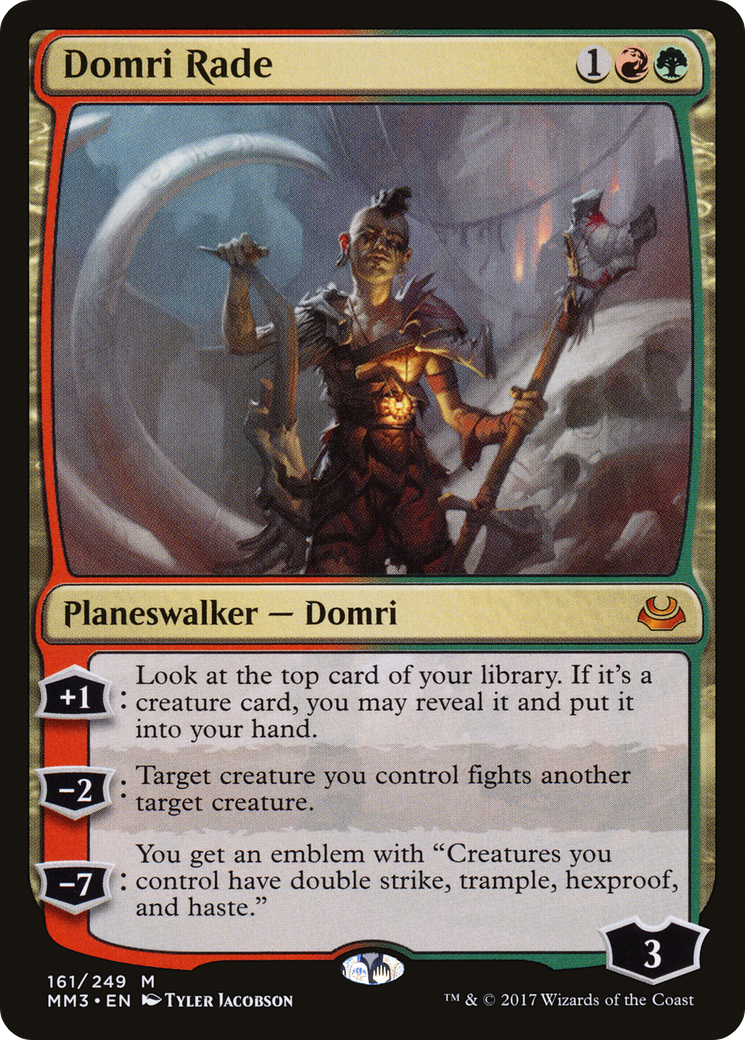 Domri Rade 1
Planeswalker — Domri
+1: Look at the top card of your library. If it's a
creature card, you may reveal it and put it
into your hand.
−2: Target creature you control fights another
target creature.
−7: You get an emblem with “Creatures you
control have double strike, trample, hexproof,
and haste.”
3
161/249 M
MM3 • EN Tyler Jacobson ™ & © 2017 Wizards of the Coast